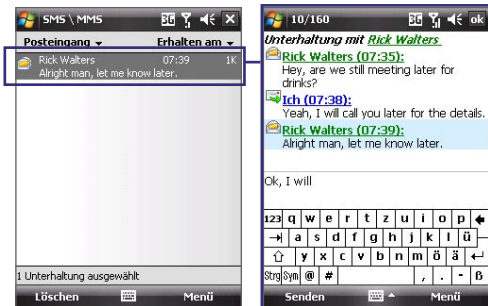 SMS \ MMS
3G
Posteingang
Erhalten am
Rick Walters 07:39 1K
Alright man, let me know later.
1 Unterhaltung ausgewählt
Löschen Menü
10/160
3G
ok
Unterhaltung mit Rick Walters
Rick Walters (07:35):
Hey, are we still meeting later for
drinks?
Ich (07:38):
Yeah, I will call you later for the details.
Rick Walters (07:39):
Alright man, let me know later.
Ok, I will
123 q w e r t z u i o p
a s d f g h j k l ü
y x c v b n m ö ä
Strg Sym @ # , . - ß
Senden Menü